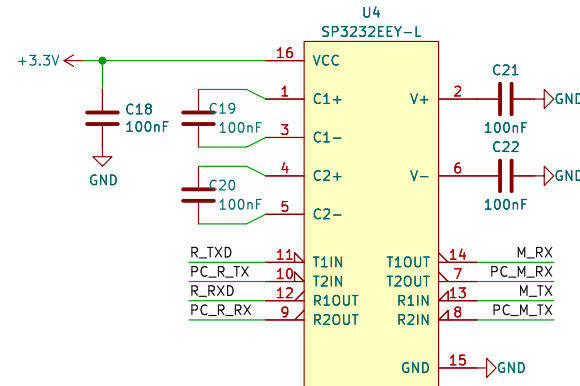 U4
SP3232EEY-L
+3.3V
16
VCC
C18
100nF
GND
1
C1+
C19
100nF
3
C1-
4
C2+
C20
100nF
5
C2-
V+
2
C21
100nF
GND
V-
6
C22
100nF
GND
R_TXD
11
T1IN
T1OUT
14
M_RX
PC_R_TX
10
T2IN
T2OUT
7
PC_M_RX
R_RXD
12
R1OUT
R1IN
13
M_TX
PC_R_RX
9
R2OUT
R2IN
8
PC_M_TX
GND
15
GND